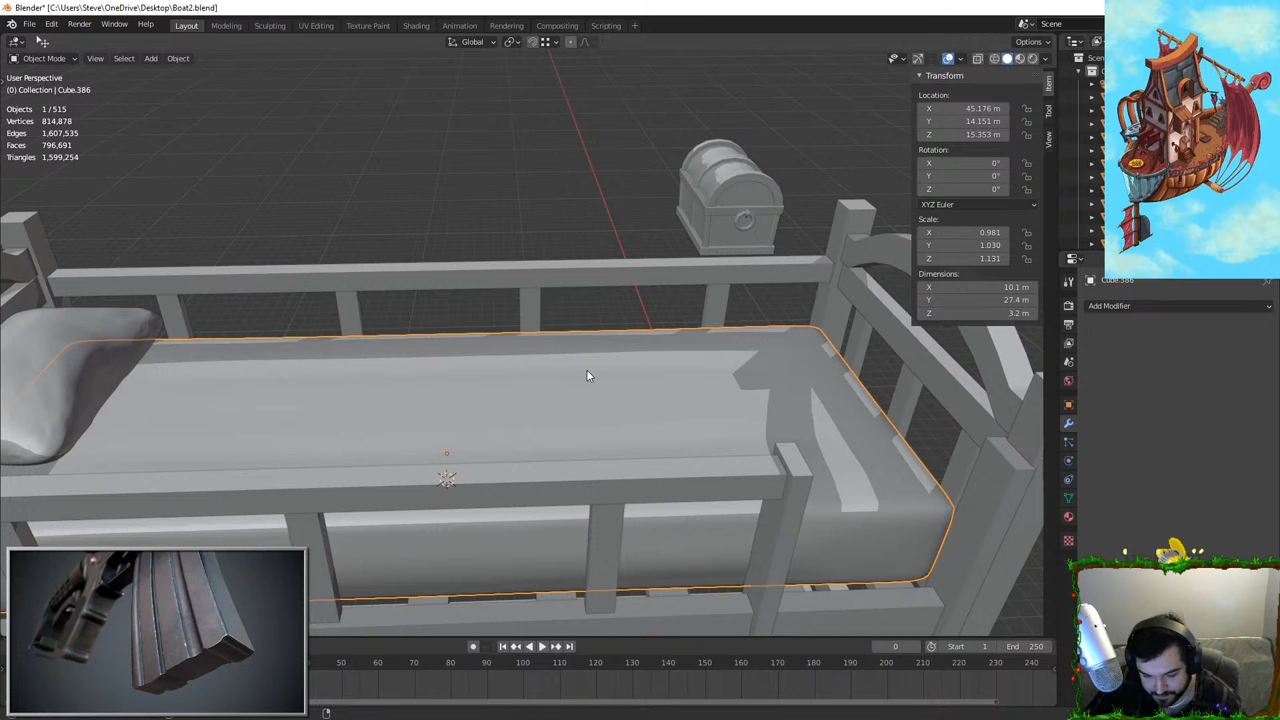 Blender* [C:\Users\Steve\OneDrive\Desktop\Boat2.blend]
File Edit Render Window Help Layout Modeling Sculpting UV Editing Texture Paint Shading Animation Rendering Compositing Scripting + Scene
Global Options
Object Mode View Select Add Object
User Perspective
(0) Collection | Cube.386
Objects 1 / 515
Vertices 814,878
Edges 1,607,535
Faces 796,691
Triangles 1,599,254
Transform
Location:
X 45.176 m
Y 14.151 m
Z 15.353 m
Rotation:
X 0°
Y 0°
Z 0°
XYZ Euler
Scale:
X 0.981
Y 1.030
Z 1.131
Dimensions:
X 10.1 m
Y 27.4 m
Z 3.2 m
Item
Tool
View
Cube.386
Add Modifier
0 Start 1 End 250
50 60 70 80 90 100 110 120 130 140 150 160 170 180 190 200 210 220 230 240